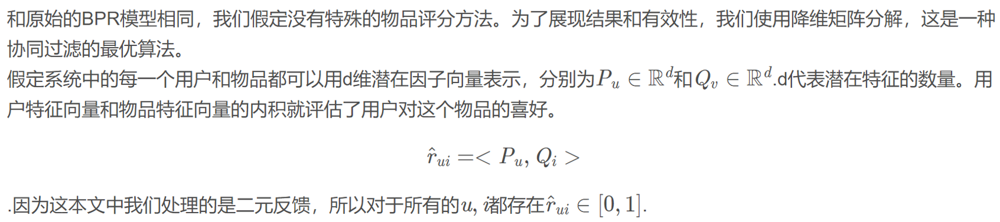 和原始的BPR模型相同，我们假定没有特殊的物品评分方法。为了展现结果和有效性，我们使用降维矩阵分解，这是一种
协同过滤的最优算法。
假定系统中的每一个用户和物品都可以用d维潜在因子向量表示，分别为$P_u \in \mathbb{R}^d$和$Q_v \in \mathbb{R}^d$.d代表潜在特征的数量。用
户特征向量和物品特征向量的内积就评估了用户对这个物品的喜好。
$\hat{r}_{ui} =< P_u, Q_i >$
.因为这本文中我们处理的是二元反馈，所以对于所有的$u, i$都存在$\hat{r}_{ui} \in [0, 1]$.